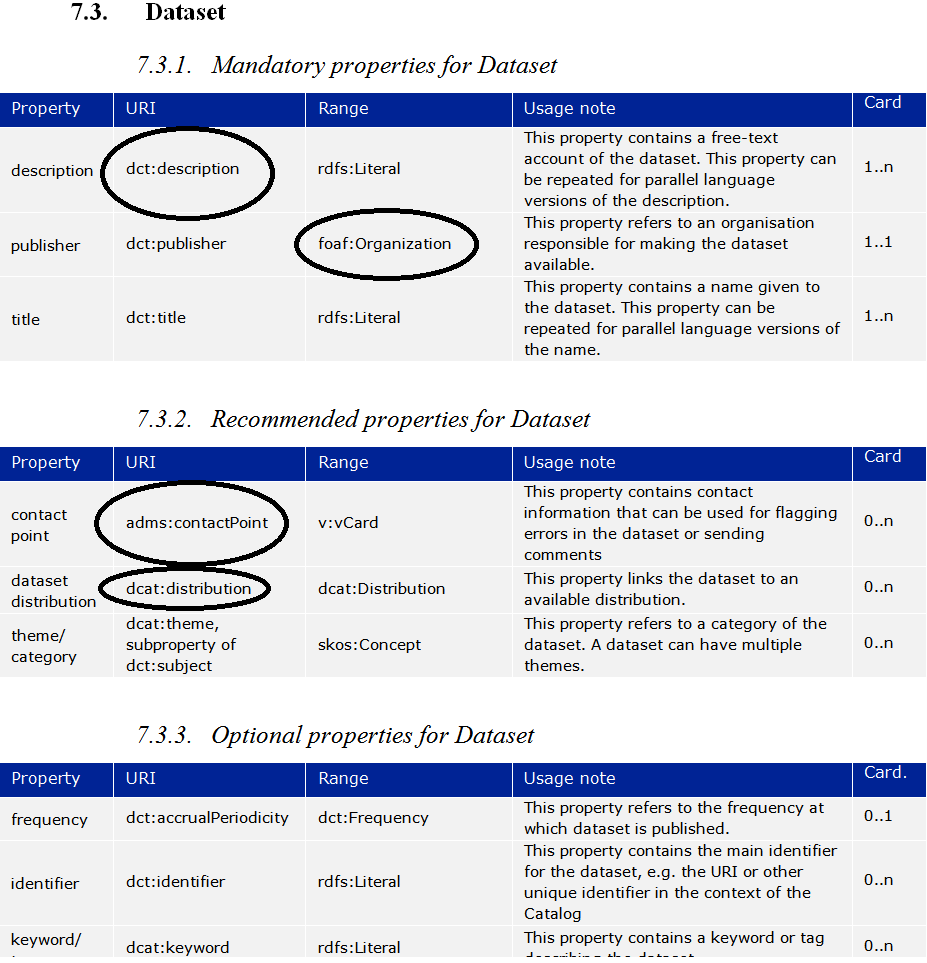 7.3. Dataset
7.3.1. Mandatory properties for Dataset
Property URI Range Usage note Card
description dct:description rdfs:Literal This property contains a free-text
account of the dataset. This property can
be repeated for parallel language
versions of the description. 1..n
publisher dct:publisher foaf:Organization This property refers to an organisation
responsible for making the dataset
available. 1..1
title dct:title rdfs:Literal This property contains a name given to
the dataset. This property can be
repeated for parallel language versions of
the name. 1..n
7.3.2. Recommended properties for Dataset
Property URI Range Usage note Card
contact
point adms:contactPoint v:vCard This property contains contact
information that can be used for flagging
errors in the dataset or sending
comments 0..n
dataset
distribution dcat:distribution dcat:Distribution This property links the dataset to an
available distribution. 0..n
theme/
category dcat:theme,
subproperty of
dct:subject skos:Concept This property refers to a category of the
dataset. A dataset can have multiple
themes. 0..n
7.3.3. Optional properties for Dataset
Property URI Range Usage note Card.
frequency dct:accrualPeriodicity dct:Frequency This property refers to the frequency at
which dataset is published. 0..1
identifier dct:identifier rdfs:Literal This property contains the main identifier
for the dataset, e.g. the URI or other
unique identifier in the context of the
Catalog 0..n
keyword/ dcat:keyword rdfs:Literal This property contains a keyword or tag
describing the dataset 0..n